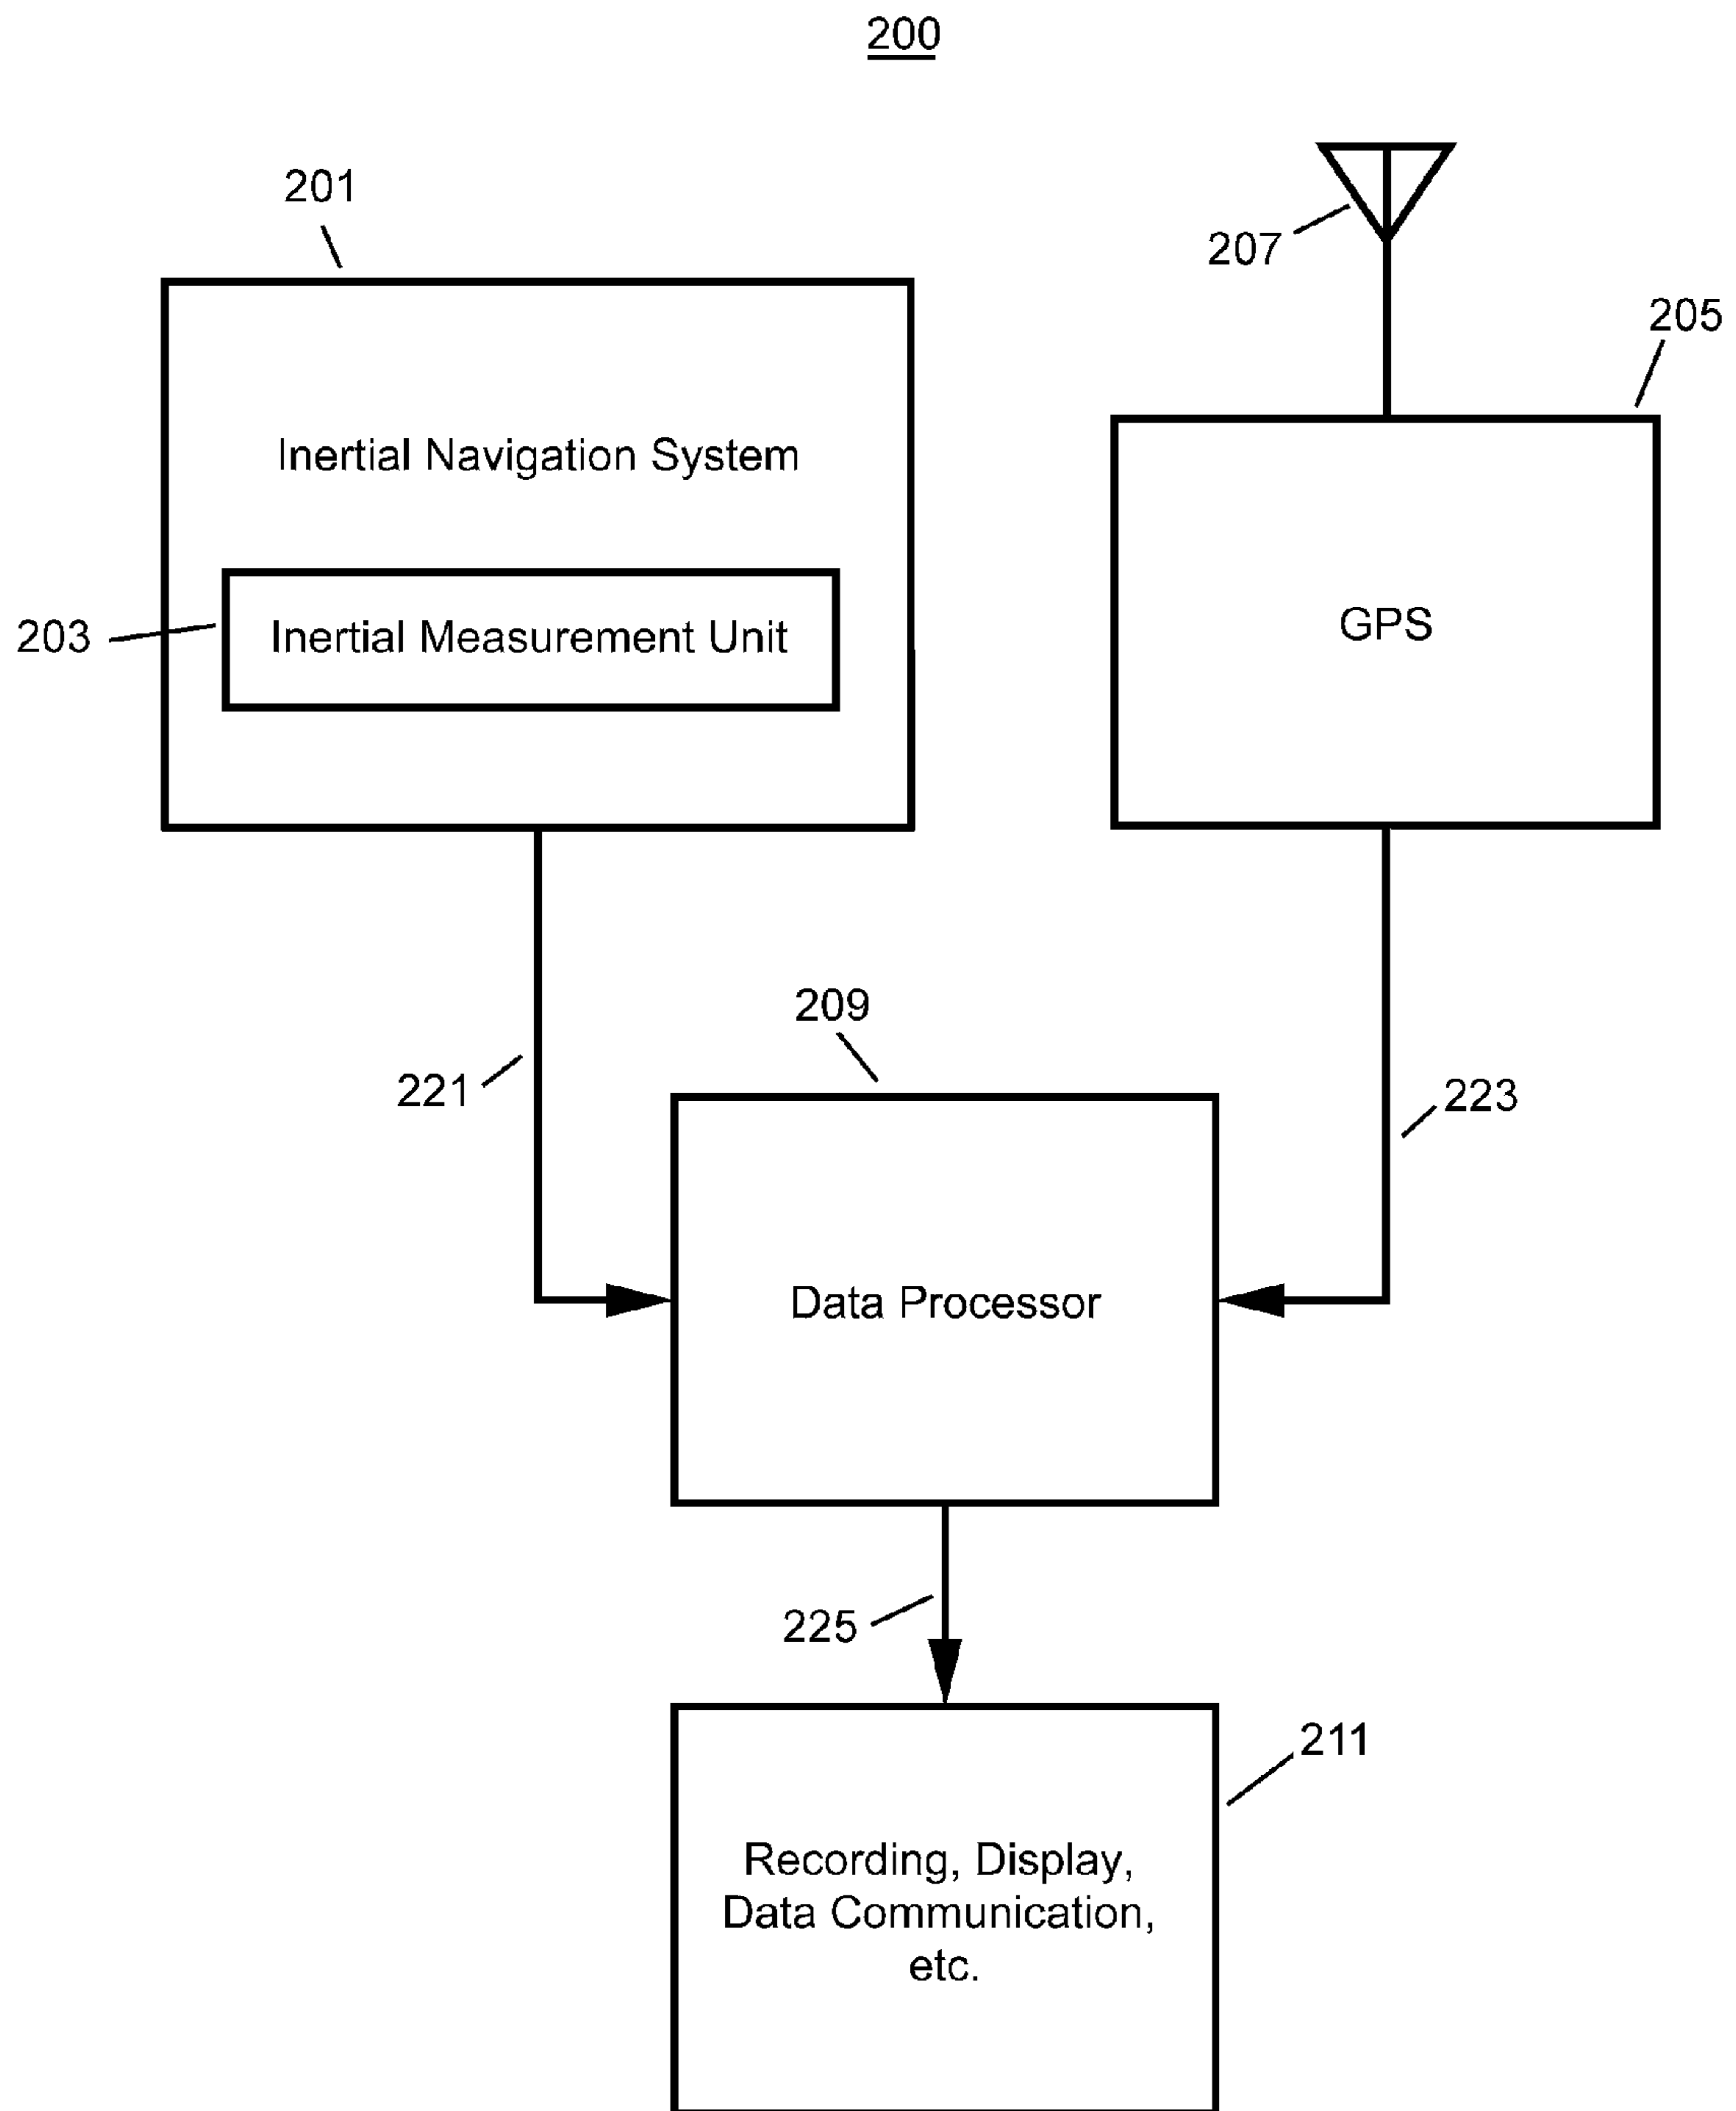 200
201
207
205
Inertial Navigation System
GPS
203
Inertial Measurement Unit
209
221
223
Data Processor
225
211
Recording, Display,
Data Communication,
etc.